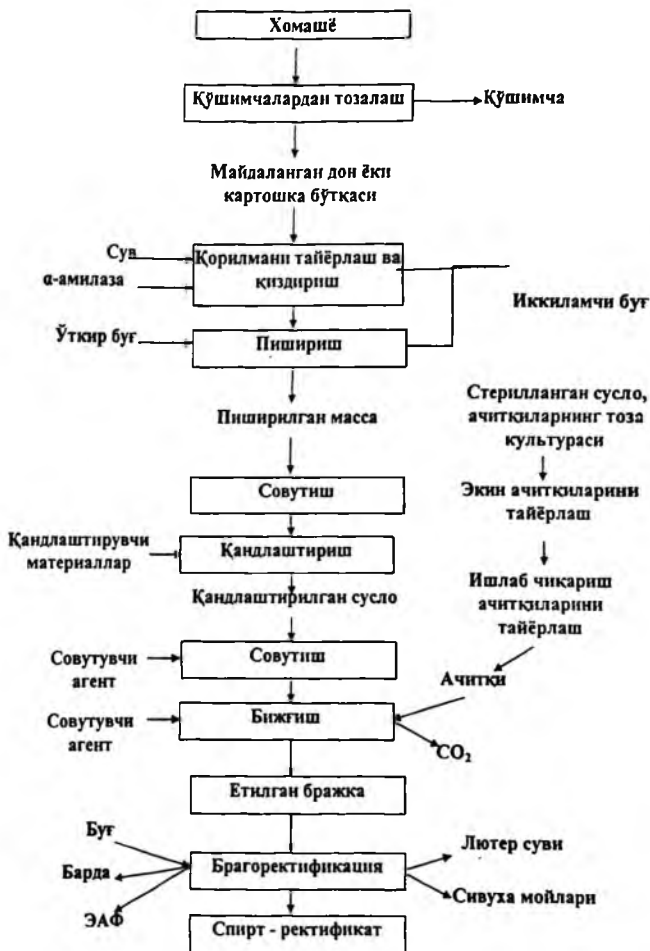 Хомашё
Қўшимчалардан тозалаш
Қўшимча
Майдаланган дон ёки
картошка бўткаси
Сув
α-амилаза
Қорилмани тайёрлаш ва
қиздириш
Иккиламчи буғ
Ўткир буғ
Пишириш
Пиширилган масса
Стерилланган сусло,
ачитқиларнинг тоза
культураси
Совутиш
Экин ачитқиларини
тайёрлаш
Қандлаштирувчи
материаллар
Қандлаштириш
Қандлаштирилган сусло
Ишлаб чиқариш
ачитқиларини
тайёрлаш
Совутувчи
агент
Совутиш
Ачитқи
Совутувчи
агент
Бижғиш
CO₂
Етилган бражка
Буғ
Барда
ЭАФ
Брагоректификация
Лютер суви
Сивуха мойлари
Спирт - ректификат